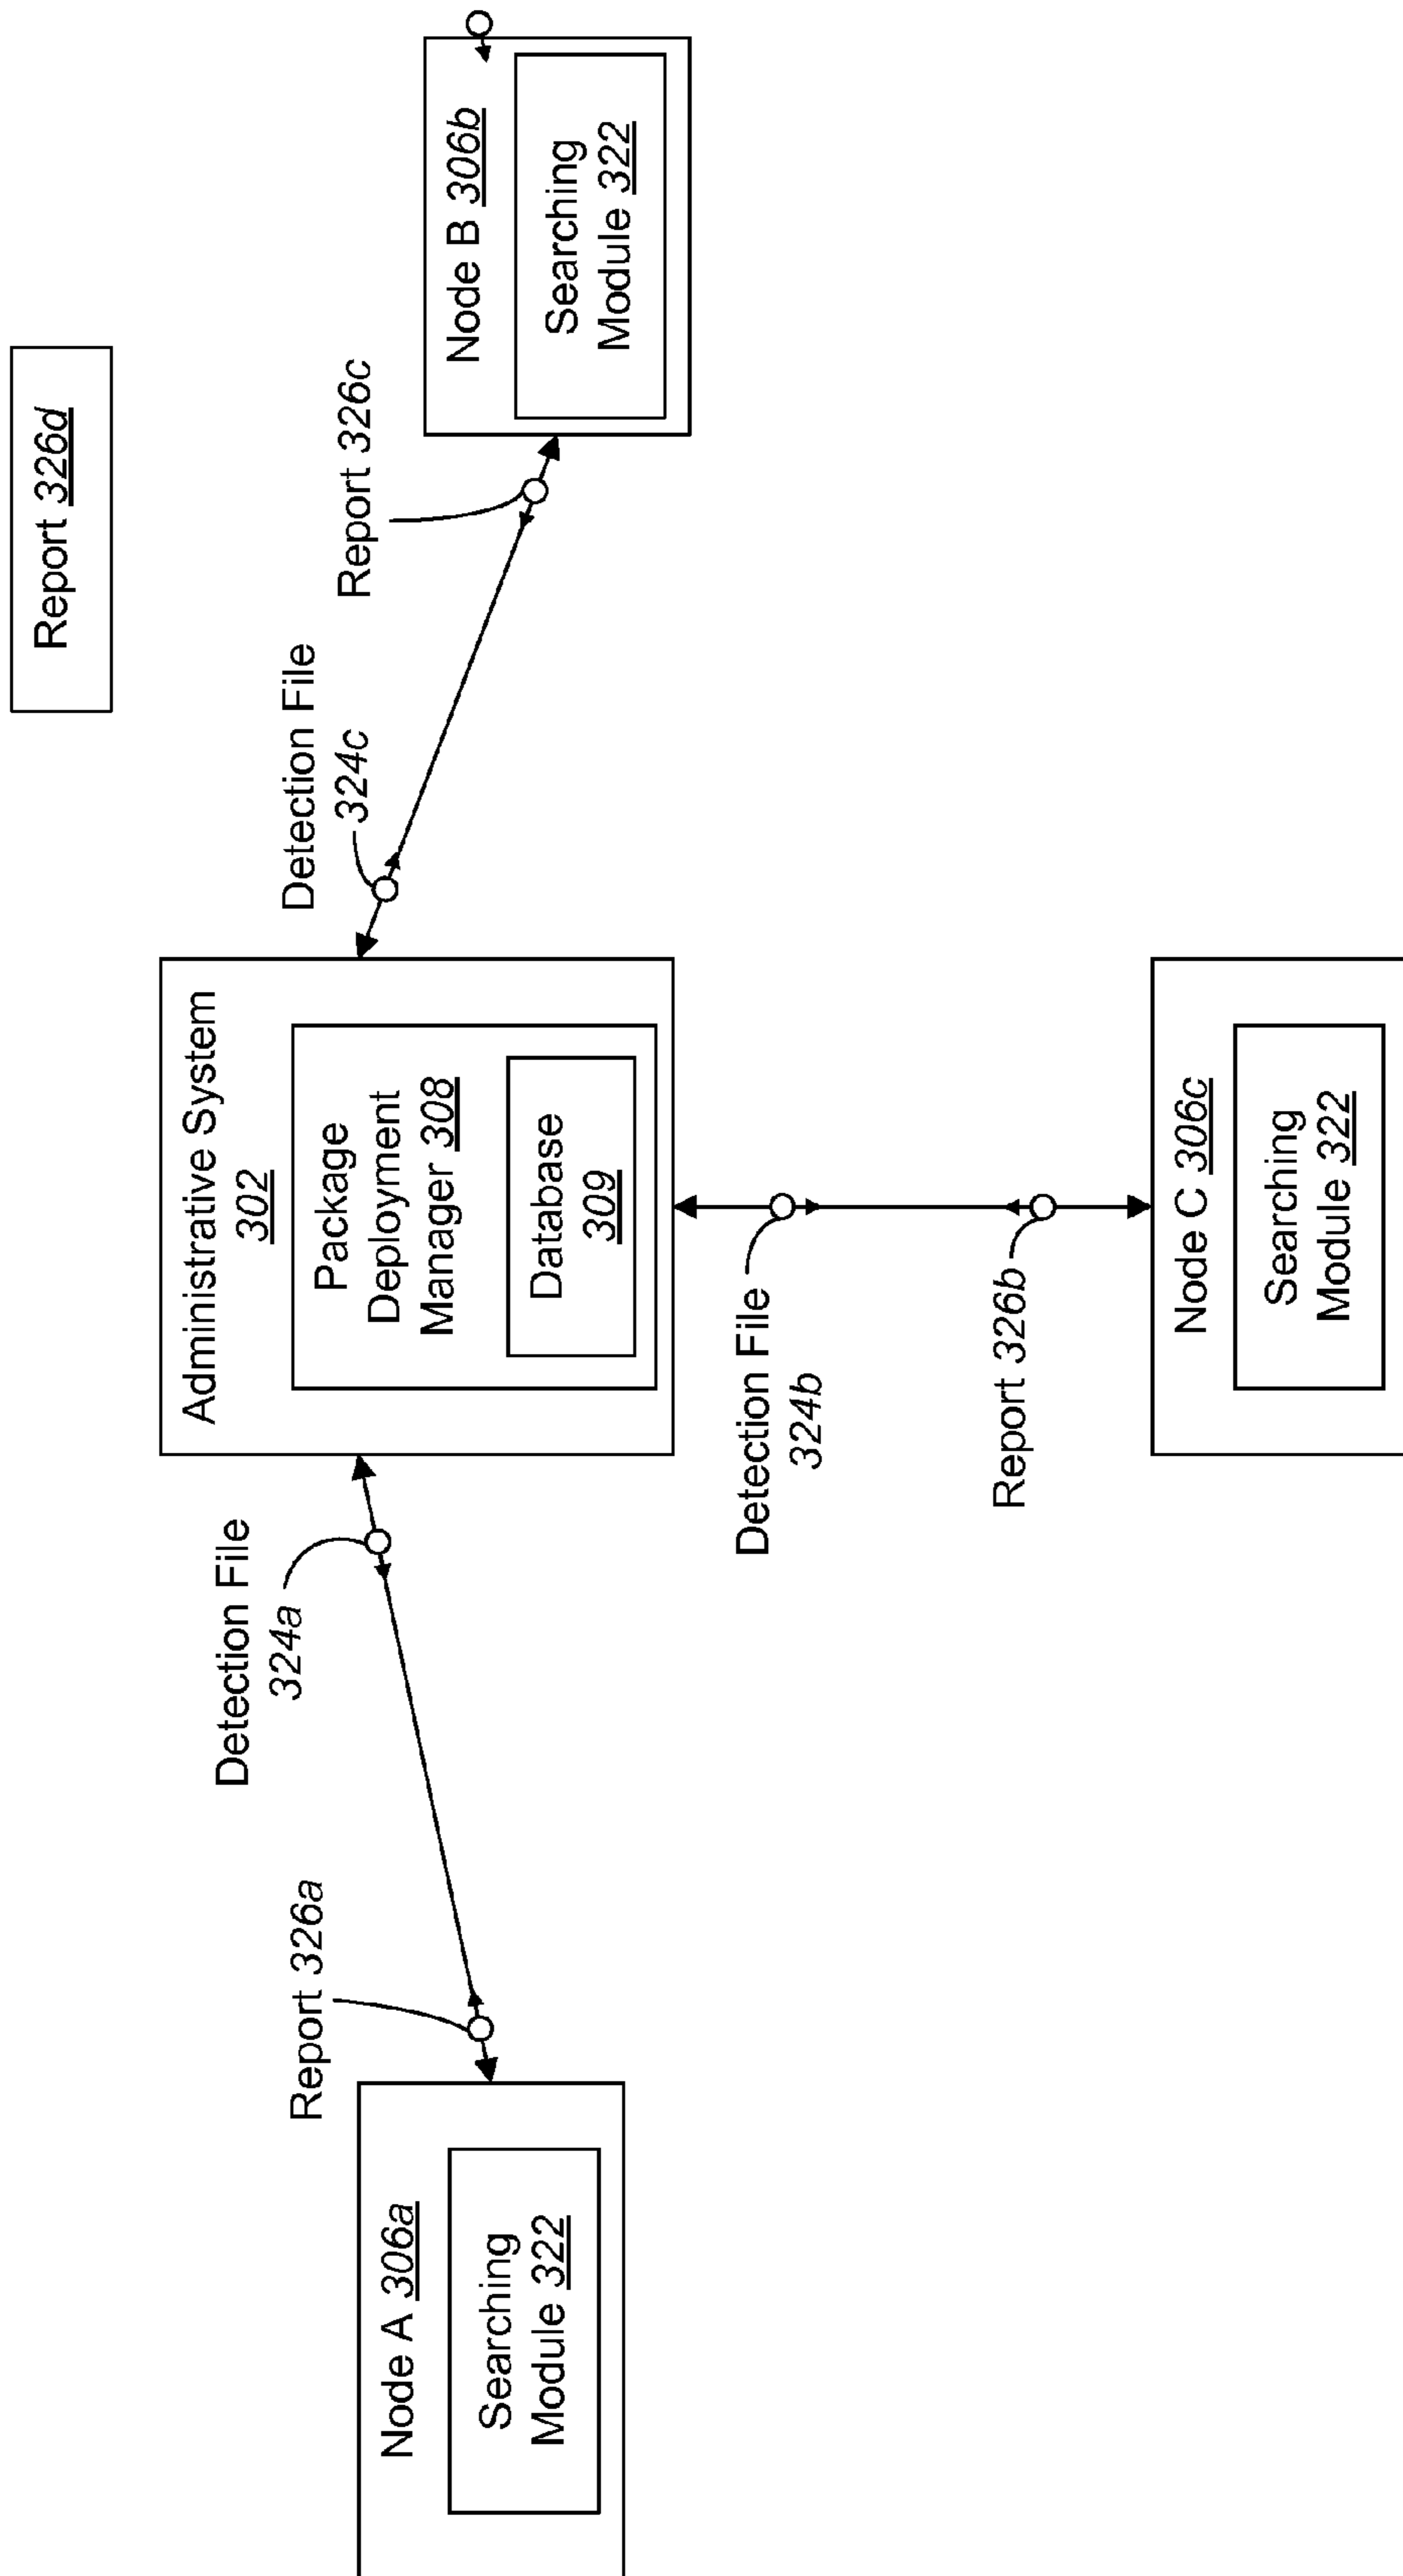 Report 326d
Administrative System
302
Package
Deployment
Manager 308
Database
309
Detection File
324a
Report 326a
Node A 306a
Searching
Module 322
Detection File
324c
Report 326c
Node B 306b
Searching
Module 322
Detection File
324b
Report 326b
Node C 306c
Searching
Module 322